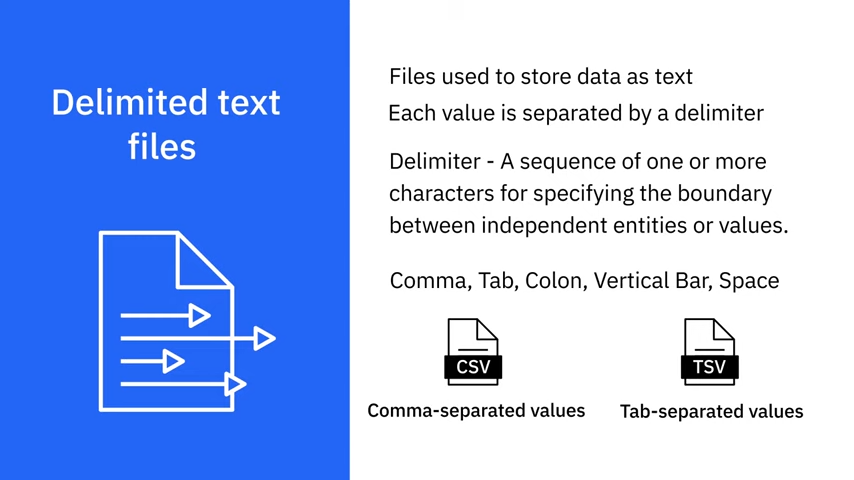 Delimited text
files
Files used to store data as text
Each value is separated by a delimiter
Delimiter - A sequence of one or more
characters for specifying the boundary
between independent entities or values.
Comma, Tab, Colon, Vertical Bar, Space
CSV
TSV
Comma-separated values
Tab-separated values